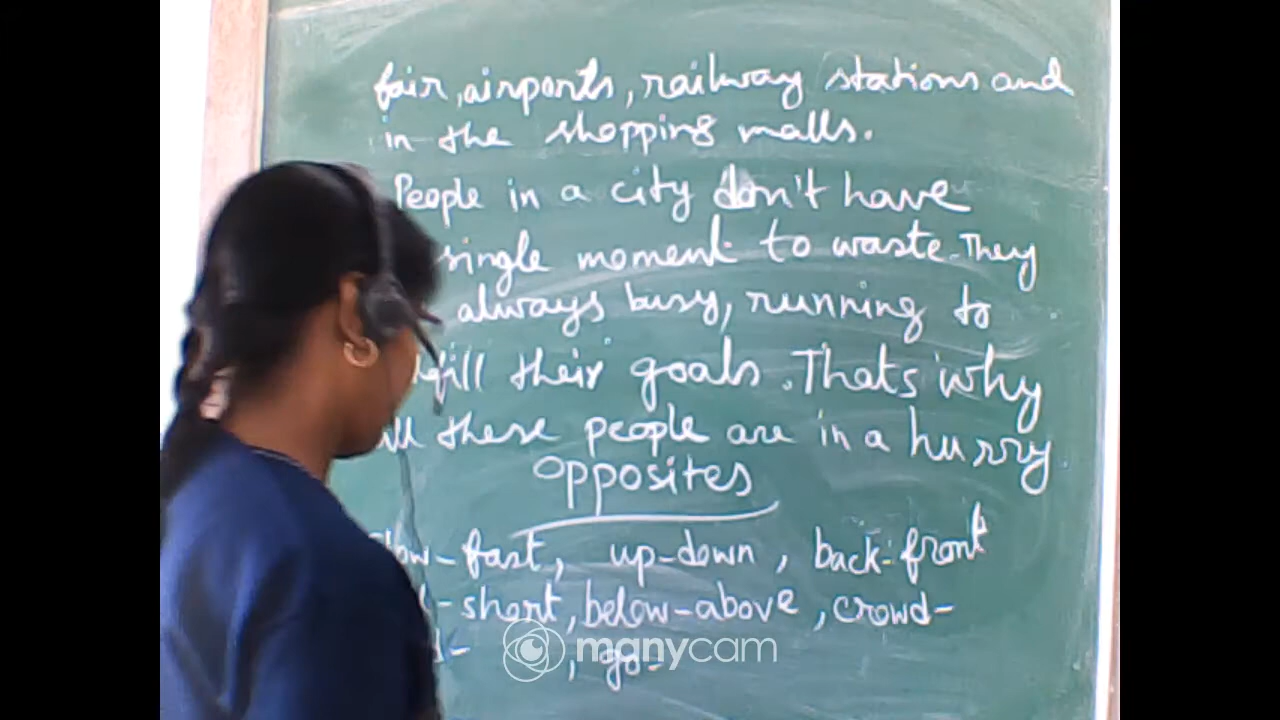 fair, airports, railway stations and
in the shopping malls.
People in a city don't have
single moment to waste. They
always busy, running to
their goals. Thats why
these people are in a hurry
opposites
fast, up-down, back-front
short, below-above, crowd-
, go-
manycam